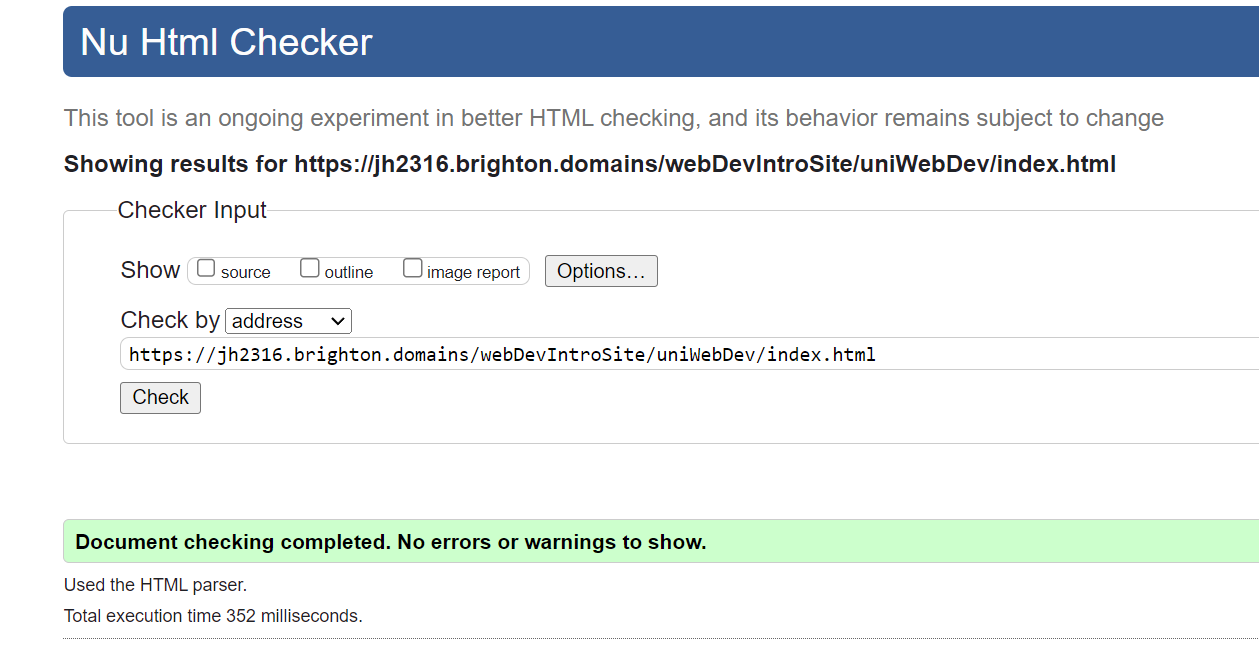 Nu Html Checker
This tool is an ongoing experiment in better HTML checking, and its behavior remains subject to change
Showing results for https://jh2316.brighton.domains/webDevIntroSite/uniWebDev/index.html
Checker Input
Show source outline image report Options...
Check by address
https://jh2316.brighton.domains/webDevIntroSite/uniWebDev/index.html
Check
Document checking completed. No errors or warnings to show.
Used the HTML parser.
Total execution time 352 milliseconds.